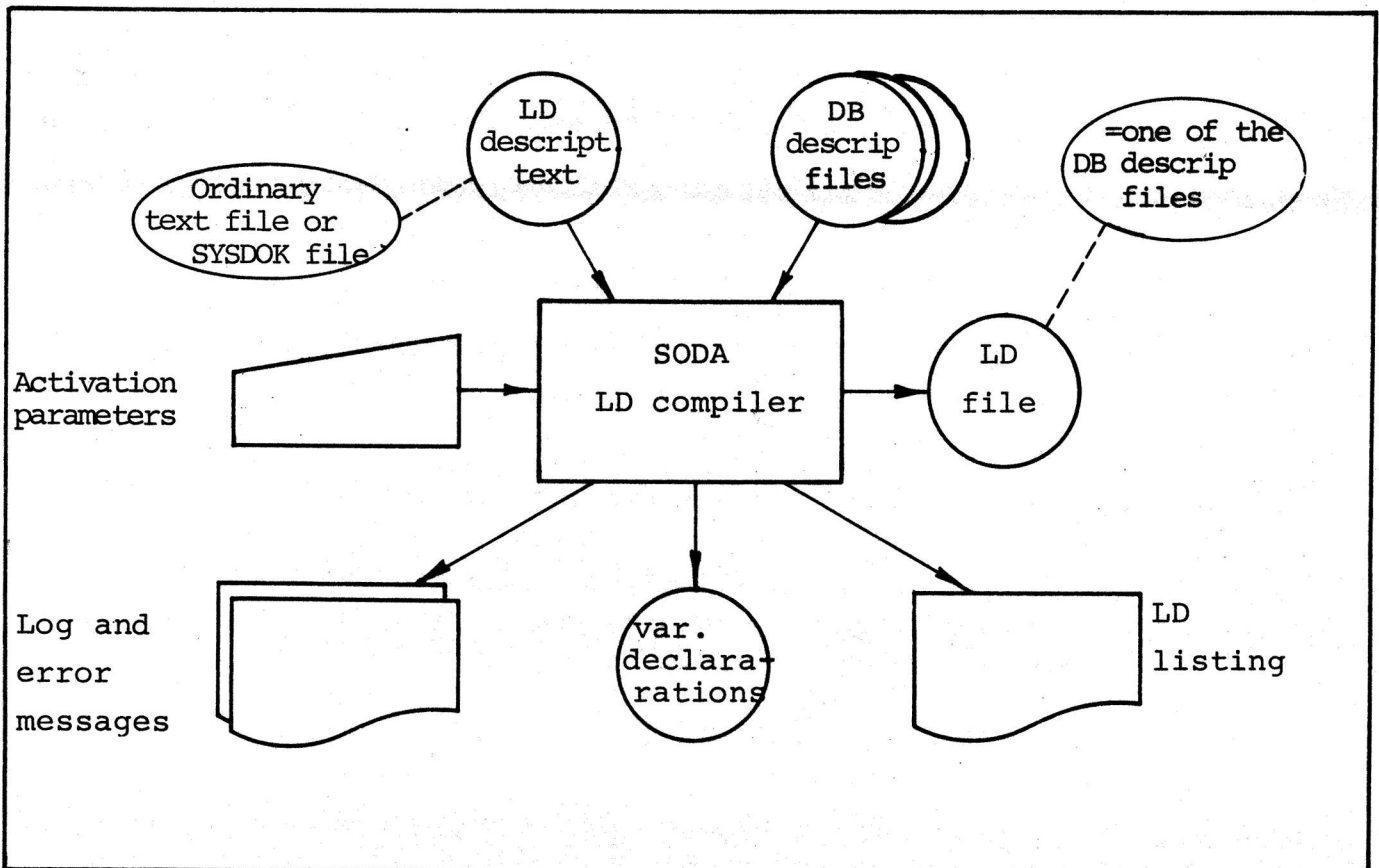 LD
descript.
text
DB
descrip
files
=one of the
DB descrip
files
Ordinary
text file or
SYSDOK file
Activation
parameters
SODA
LD compiler
LD
file
Log and
error
messages
var.
declara-
rations
LD
listing